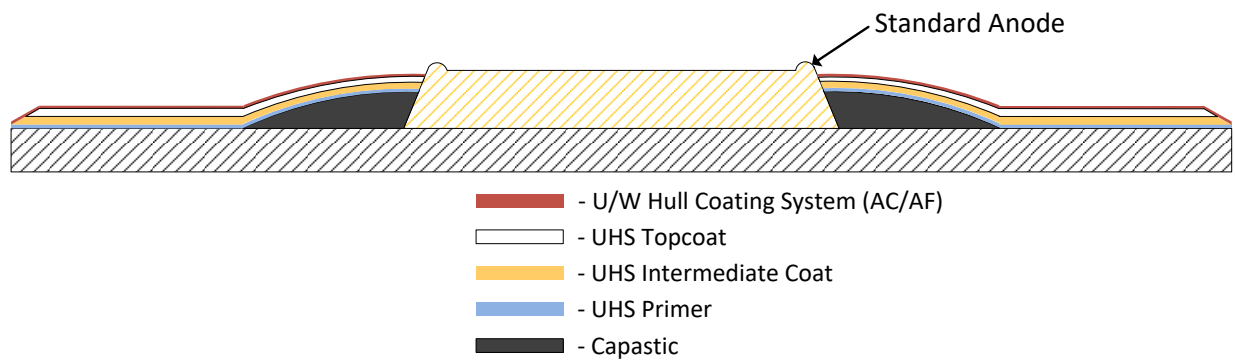 Standard Anode
- U/W Hull Coating System (AC/AF)
- UHS Topcoat
- UHS Intermediate Coat
- UHS Primer
- Capastic